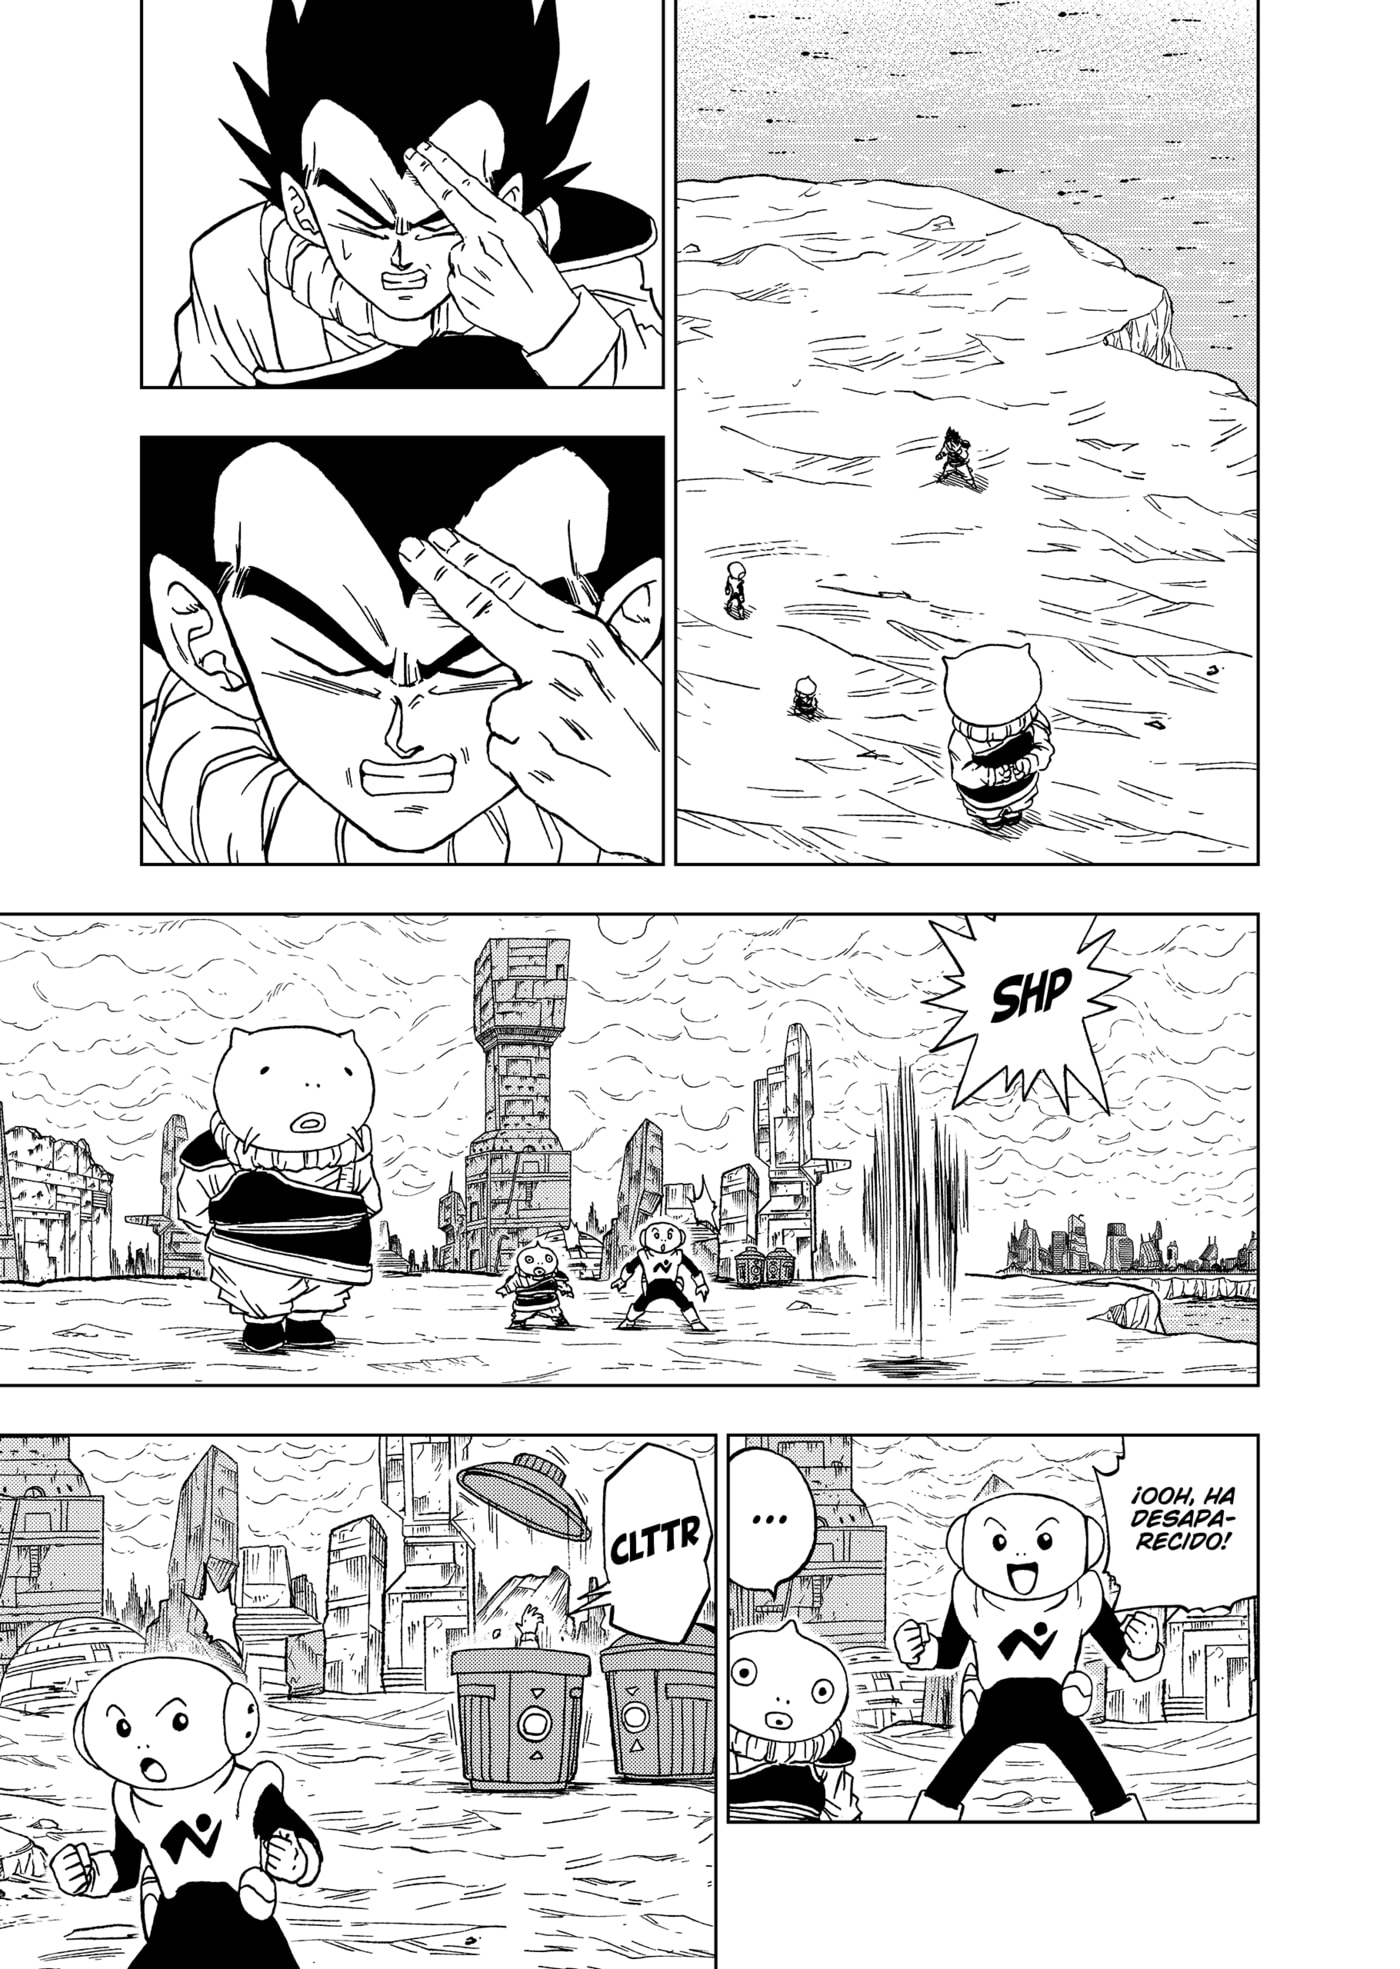 SHP
¡OOH, HA
DESAPA-
RECIDO!
...
CLTTR